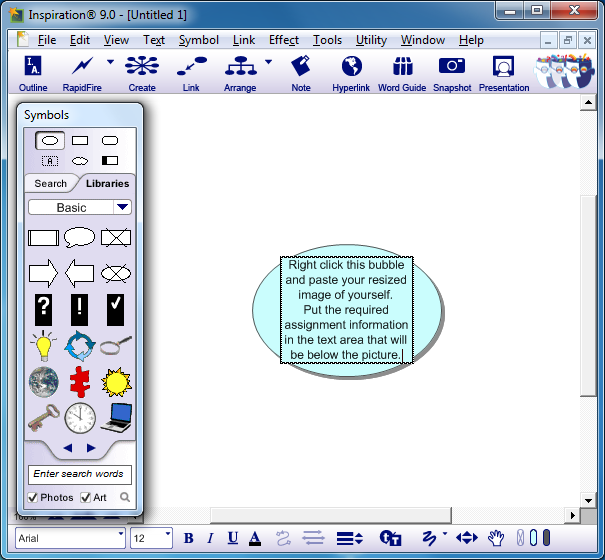 Inspiration® 9.0 - [Untitled 1]
File Edit View Text Symbol Link Effect Tools Utility Window Help
Outline RapidFire Create Link Arrange Note Hyperlink Word Guide Snapshot Presentation
Symbols
A
Search Libraries
Basic
? ! ✓
Right click this bubble
and paste your resized
image of yourself.
Put the required
assignment information
in the text area that will
be below the picture.
Enter search words
Photos Art
100%
Arial 12 B I U A